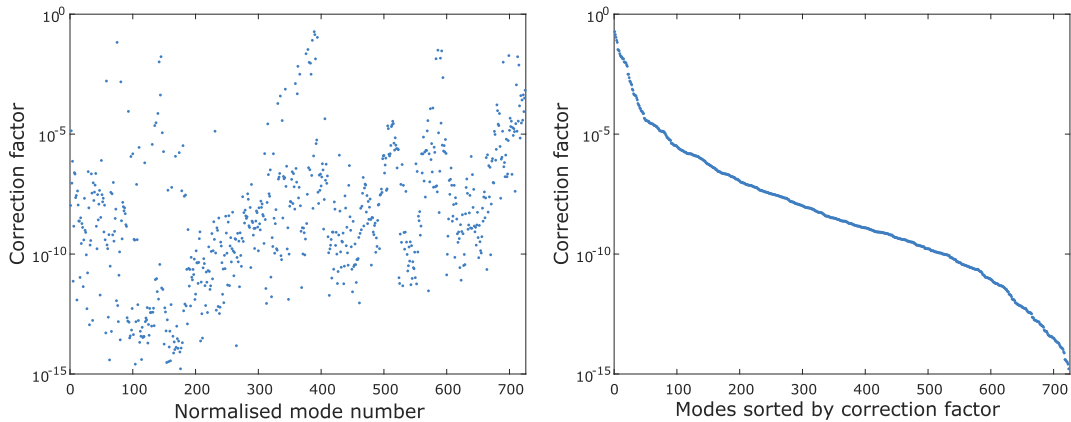 Correction factor
10^0
10^-5
10^-10
10^-15
0 100 200 300 400 500 600 700
Normalised mode number
Correction factor
10^0
10^-5
10^-10
10^-15
0 100 200 300 400 500 600 700
Modes sorted by correction factor